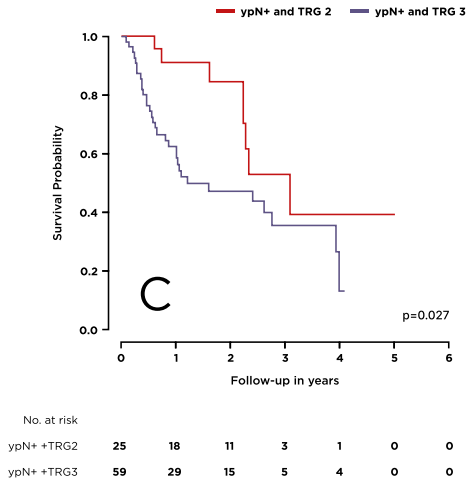 ypN+ and TRG 2 ypN+ and TRG 3
1.0
0.8
0.6
0.4
0.2
0.0
Survival Probability
C
p=0.027
0 1 2 3 4 5 6
Follow-up in years
No. at risk
ypN+ +TRG2 25 18 11 3 1 0 0
ypN+ +TRG3 59 29 15 5 4 0 0